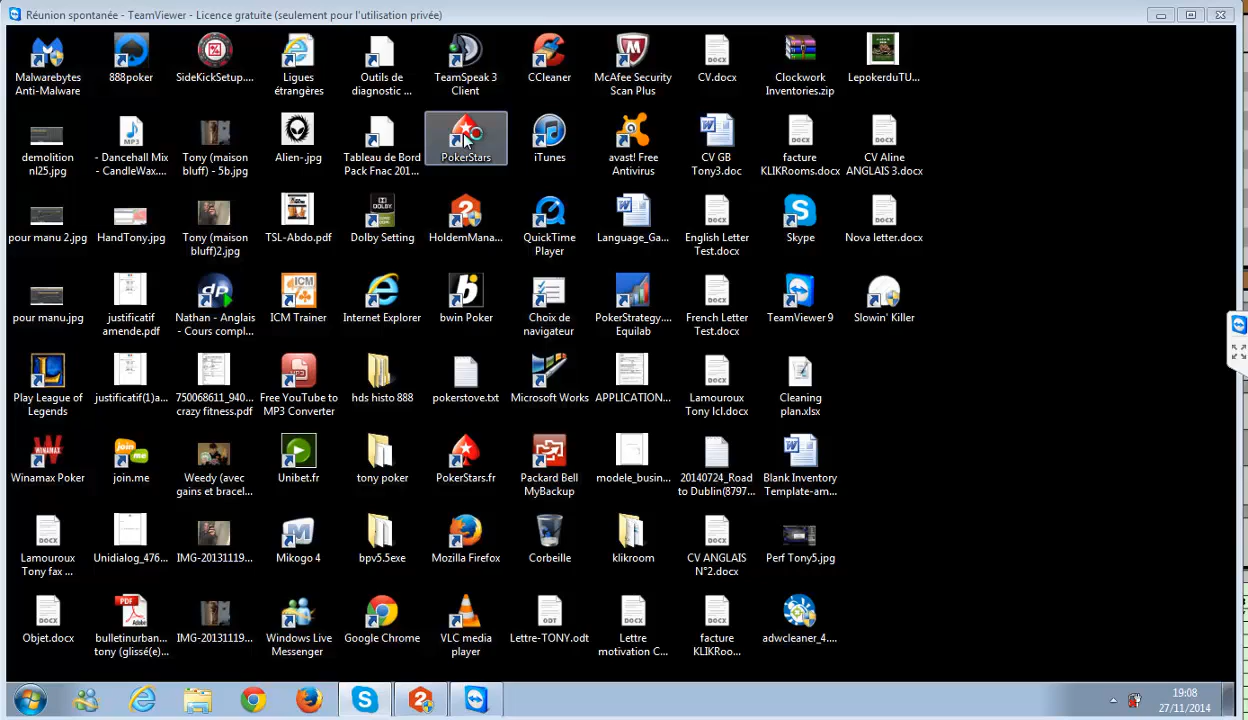 Réunion spontanée - TeamViewer - Licence gratuite (seulement pour l'utilisation privée)
Malwarebytes
Anti-Malware
888poker
SideKickSetup....
Ligues
étrangères
Outils de
diagnostic ...
TeamSpeak 3
Client
CCleaner
McAfee Security
Scan Plus
CV.docx
Clockwork
Inventories.zip
LepokerduTU...
demolition
nl25.jpg
- Dancehall Mix
- CandleWax....
Tony (maison
bluff) - 5b.jpg
Alien-.jpg
Tableau de Bord
Pack Fnac 201...
PokerStars
iTunes
avast! Free
Antivirus
CV GB
Tony3.doc
facture
KLIKRooms.docx
CV Aline
ANGLAIS 3.docx
pour manu 2.jpg
HandTony.jpg
Tony (maison
bluff)2.jpg
TSL-Abdo.pdf
Dolby Setting
HoldemMana...
QuickTime
Player
Language_Ga...
English Letter
Test.docx
Skype
Nova letter.docx
pour manu.jpg
justificatif
amende.pdf
Nathan - Anglais
- Cours compl...
ICM Trainer
Internet Explorer
bwin Poker
Choix de
navigateur
PokerStrategy....
Equilab
French Letter
Test.docx
TeamViewer 9
Slowin' Killer
Play League of
Legends
justificatif(1)a...
750068611_940...
crazy fitness.pdf
Free YouTube to
MP3 Converter
hds histo 888
pokerstove.txt
Microsoft Works
APPLICATION...
Lamouroux
Tony lcl.docx
Cleaning
plan.xlsx
Winamax Poker
join.me
Weedy (avec
gains et bracel...
Unibet.fr
tony poker
PokerStars.fr
Packard Bell
MyBackup
modele_busin...
20140724_Road
to Dublin(8797...
Blank Inventory
Template-am...
Lamouroux
Tony fax ...
Unidialog_476...
IMG-20131119...
Mikogo 4
bpv5.5exe
Mozilla Firefox
Corbeille
klikroom
CV ANGLAIS
N°2.docx
Perf Tony5.jpg
Objet.docx
bulletinurban...
tony (glissé(e)...
IMG-20131119...
Windows Live
Messenger
Google Chrome
VLC media
player
Lettre-TONY.odt
Lettre
motivation C...
facture
KLIKRoo...
adwcleaner_4....
19:08
27/11/2014